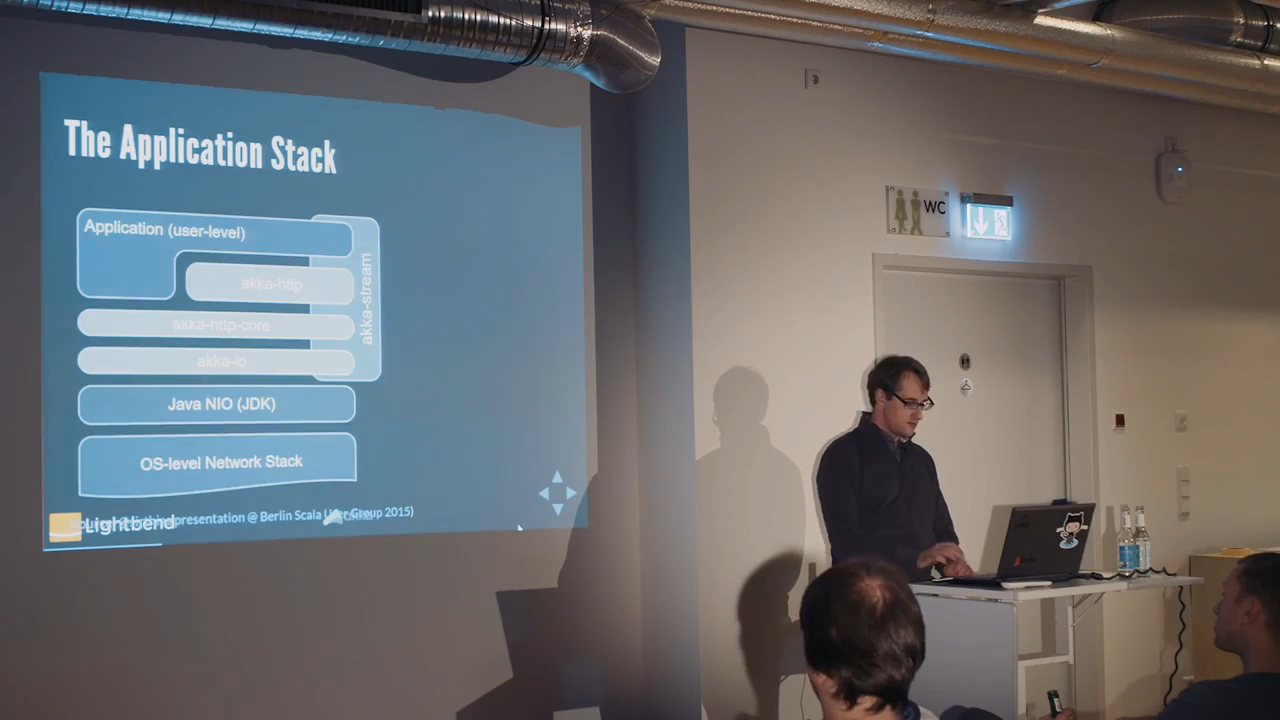 The Application Stack
Application (user-level)
akka-http
akka-stream
akka-http-core
akka-io
Java NIO (JDK)
OS-level Network Stack
presentation @ Berlin Scala User Group 2015)
Lightbend
WC